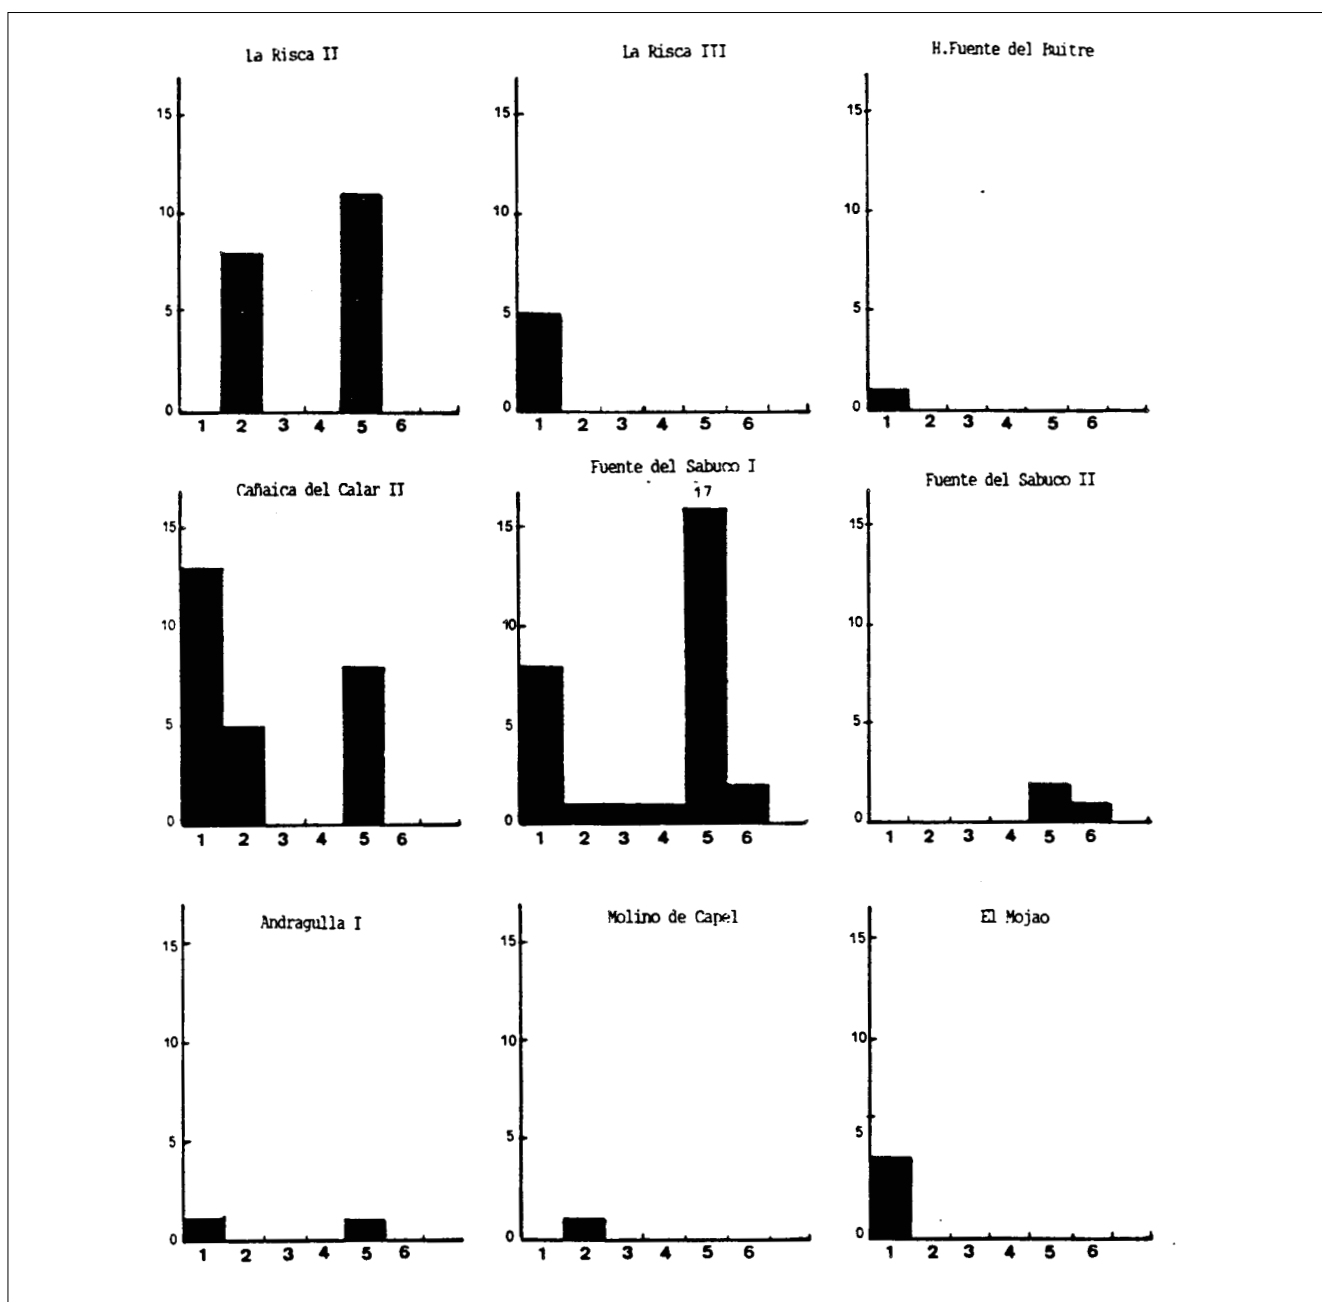 La Risca II
15
10
5
0
1 2 3 4 5 6
La Risca III
15
10
5
0
1 2 3 4 5 6
H.Fuente del Buitre
15
10
5
0
1 2 3 4 5 6
Cañaica del Calar II
15
10
5
0
1 2 3 4 5 6
Fuente del Sabuco I
17
15
10
5
0
1 2 3 4 5 6
Fuente del Sabuco II
15
10
5
0
1 2 3 4 5 6
Andragulla I
15
10
5
0
1 2 3 4 5 6
Molino de Capel
15
10
5
0
1 2 3 4 5 6
El Mojao
15
10
5
0
1 2 3 4 5 6